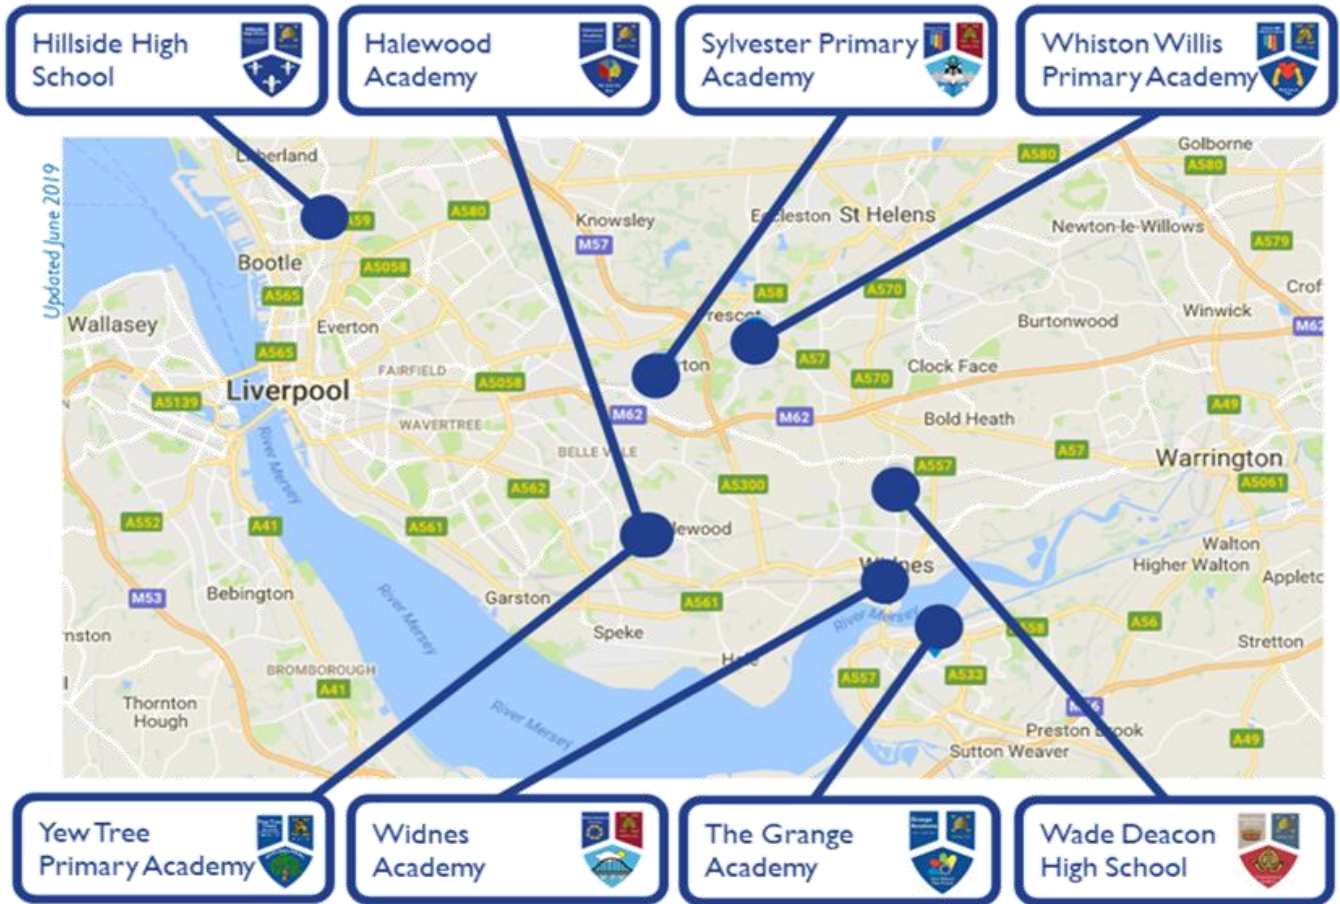 Hillside High
School
Halewood
Academy
Sylvester Primary
Academy
Whiston Willis
Primary Academy
Updated June 2019
Golborne
A580
A580
Knowsley
Eccleston
St Helens
Newton-le-Willows
A59
A580
M57
A579
Bootle
A5058
A565
A58
A570
Wallasey
Everton
Burtonwood
Winwick
M62
A565
A57
Liverpool
FAIRFIELD
A5058
A570
Clock Face
A5139
M62
M62
A49
WAVERTREE
Bold Heath
River Mersey
BELLE VALE
A57
Warrington
A557
A562
A5300
A5061
A552
A41
A561
Walton
Higher Walton
Widnes
M53
Bebington
River Mersey
Garston
A561
River Mersey
A56
Speke
Stretton
Hale
BROMBOROUGH
A41
A557
A533
Thornton
Hough
River Mersey
Preston Brook
A49
Sutton Weaver
Yew Tree
Primary Academy
Widnes
Academy
The Grange
Academy
Wade Deacon
High School